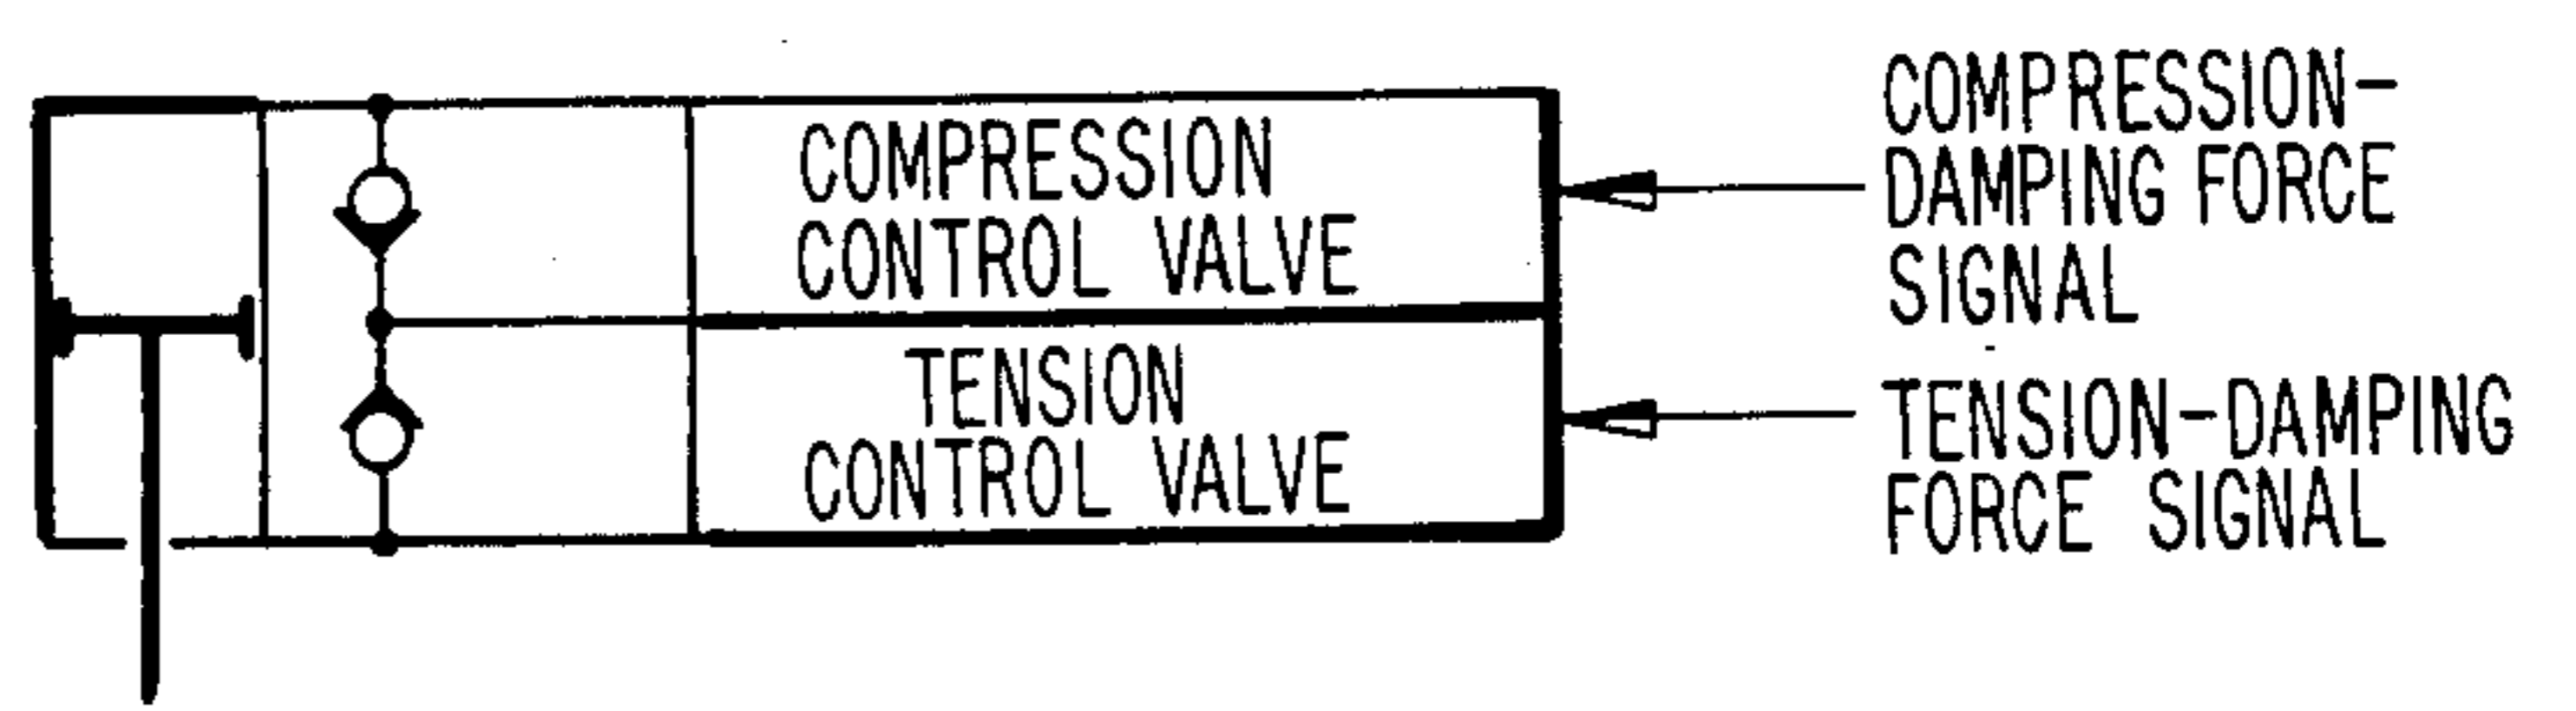 COMPRESSION
CONTROL VALVE
TENSION
CONTROL VALVE
COMPRESSION-
DAMPING FORCE
SIGNAL
TENSION-DAMPING
FORCE SIGNAL